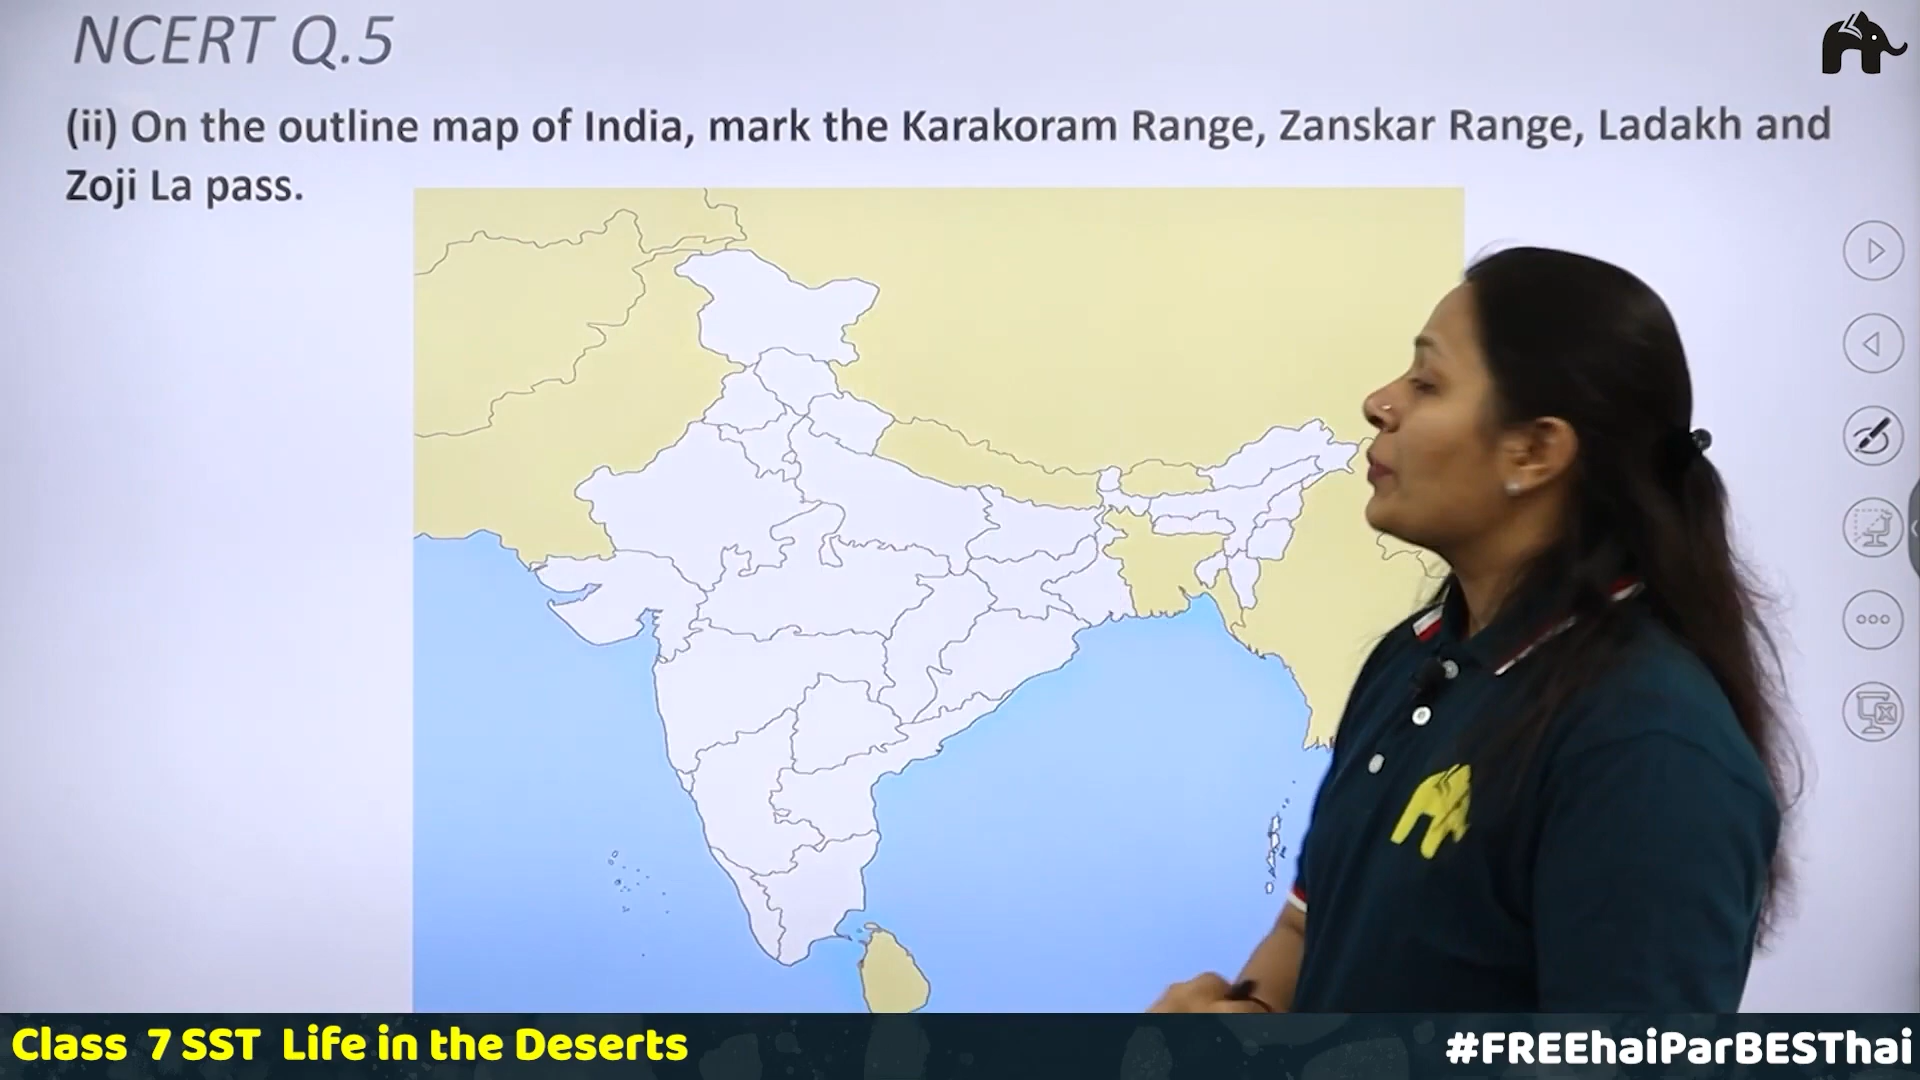 NCERT Q.5
(ii) On the outline map of India, mark the Karakoram Range, Zanskar Range, Ladakh and
Zoji La pass.
Class 7 SST Life in the Deserts
#FREEhaiParBESThai